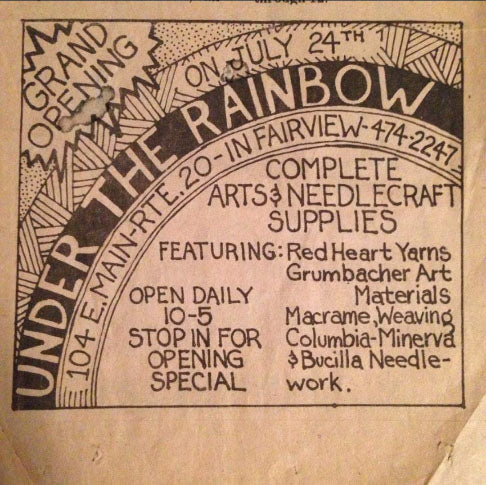 GRAND
OPENING
ON JULY 24TH
UNDER THE RAINBOW
104 E. MAIN-RTE. 20-IN FAIRVIEW-474-2247
COMPLETE
ARTS & NEEDLECRAFT
SUPPLIES
FEATURING: Red Heart Yarns
Grumbacher Art
Materials
Macrame, Weaving
Columbia-Minerva
& Bucilla Needle-
work.
OPEN DAILY
10-5
STOP IN FOR
OPENING
SPECIAL